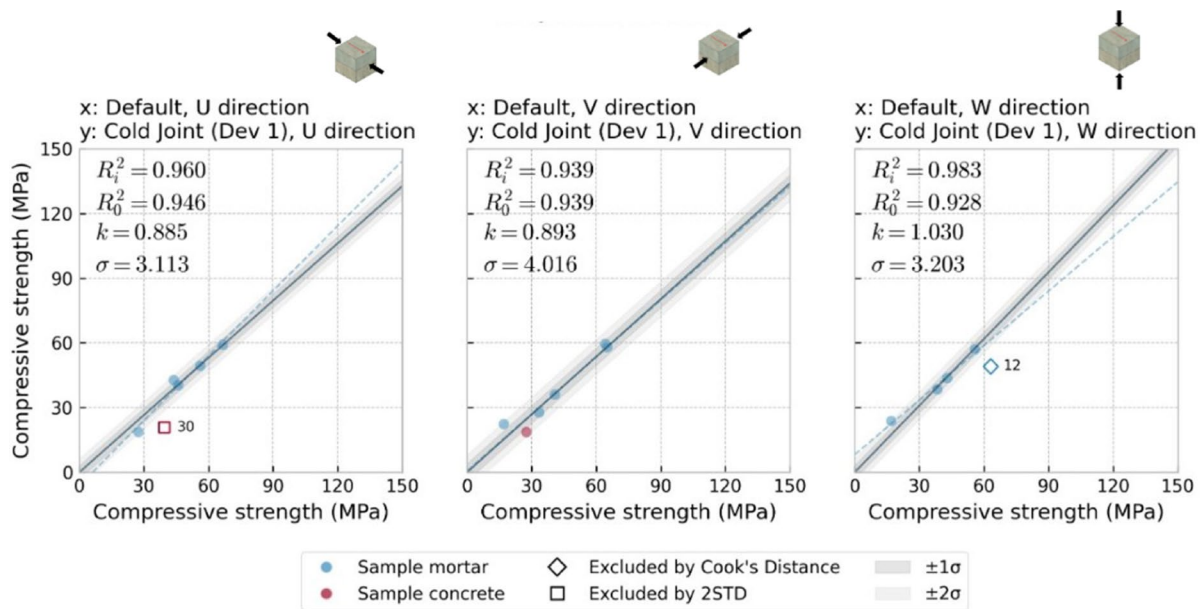 x: Default, U direction
y: Cold Joint (Dev 1), U direction
x: Default, V direction
y: Cold Joint (Dev 1), V direction
x: Default, W direction
y: Cold Joint (Dev 1), W direction
Compressive strength (MPa)
150
120
90
60
30
0
R_i^2 = 0.960
R_0^2 = 0.946
k = 0.885
σ = 3.113
30
0 30 60 90 120 150
Compressive strength (MPa)
R_i^2 = 0.939
R_0^2 = 0.939
k = 0.893
σ = 4.016
0 30 60 90 120 150
Compressive strength (MPa)
R_i^2 = 0.983
R_0^2 = 0.928
k = 1.030
σ = 3.203
12
0 30 60 90 120 150
Compressive strength (MPa)
Sample mortar
Sample concrete
Excluded by Cook's Distance
Excluded by 2STD
±1σ
±2σ